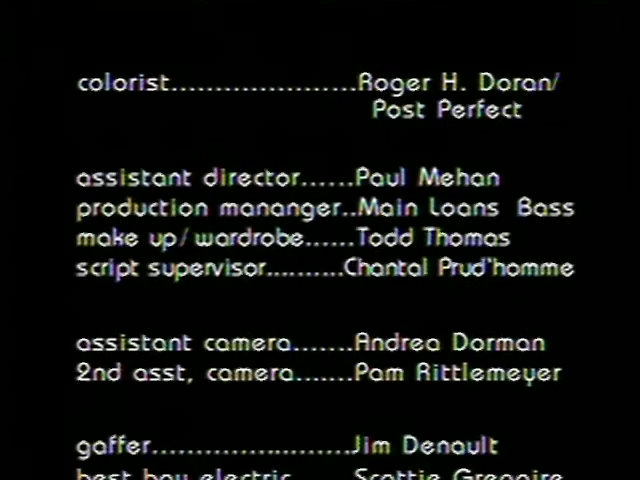 colorist.....................Roger H. Doran/
Post Perfect
assistant director......Paul Mehan
production mananger..Main Loans Bass
make up/wardrobe......Todd Thomas
script supervisor..........Chantal Prud'homme
assistant camera.......Andrea Dorman
2nd asst, camera.......Pam Rittlemeyer
gaffer.......................Jim Denault
best boy electric.......Scottie Gregoire